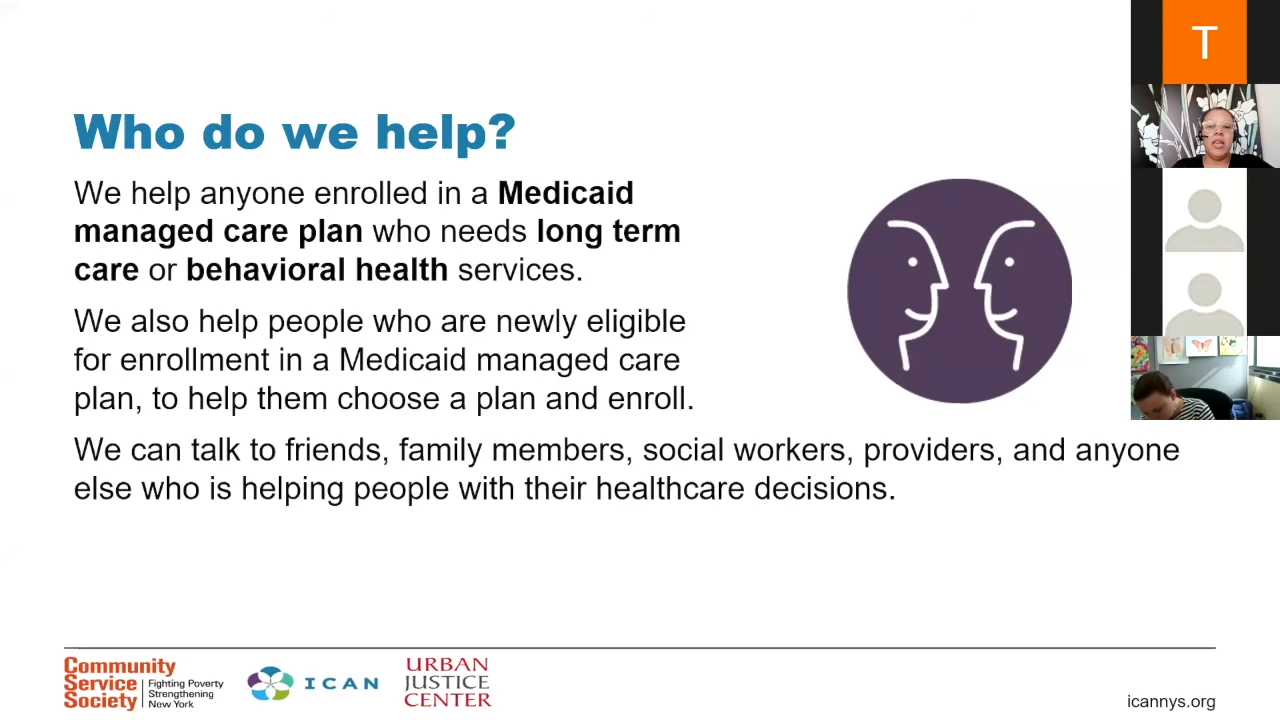 T
Who do we help?
We help anyone enrolled in a Medicaid
managed care plan who needs long term
care or behavioral health services.
We also help people who are newly eligible
for enrollment in a Medicaid managed care
plan, to help them choose a plan and enroll.
We can talk to friends, family members, social workers, providers, and anyone
else who is helping people with their healthcare decisions.
Community
Service
Society
Fighting Poverty
Strengthening
New York
ICAN
URBAN
JUSTICE
CENTER
icannys.org